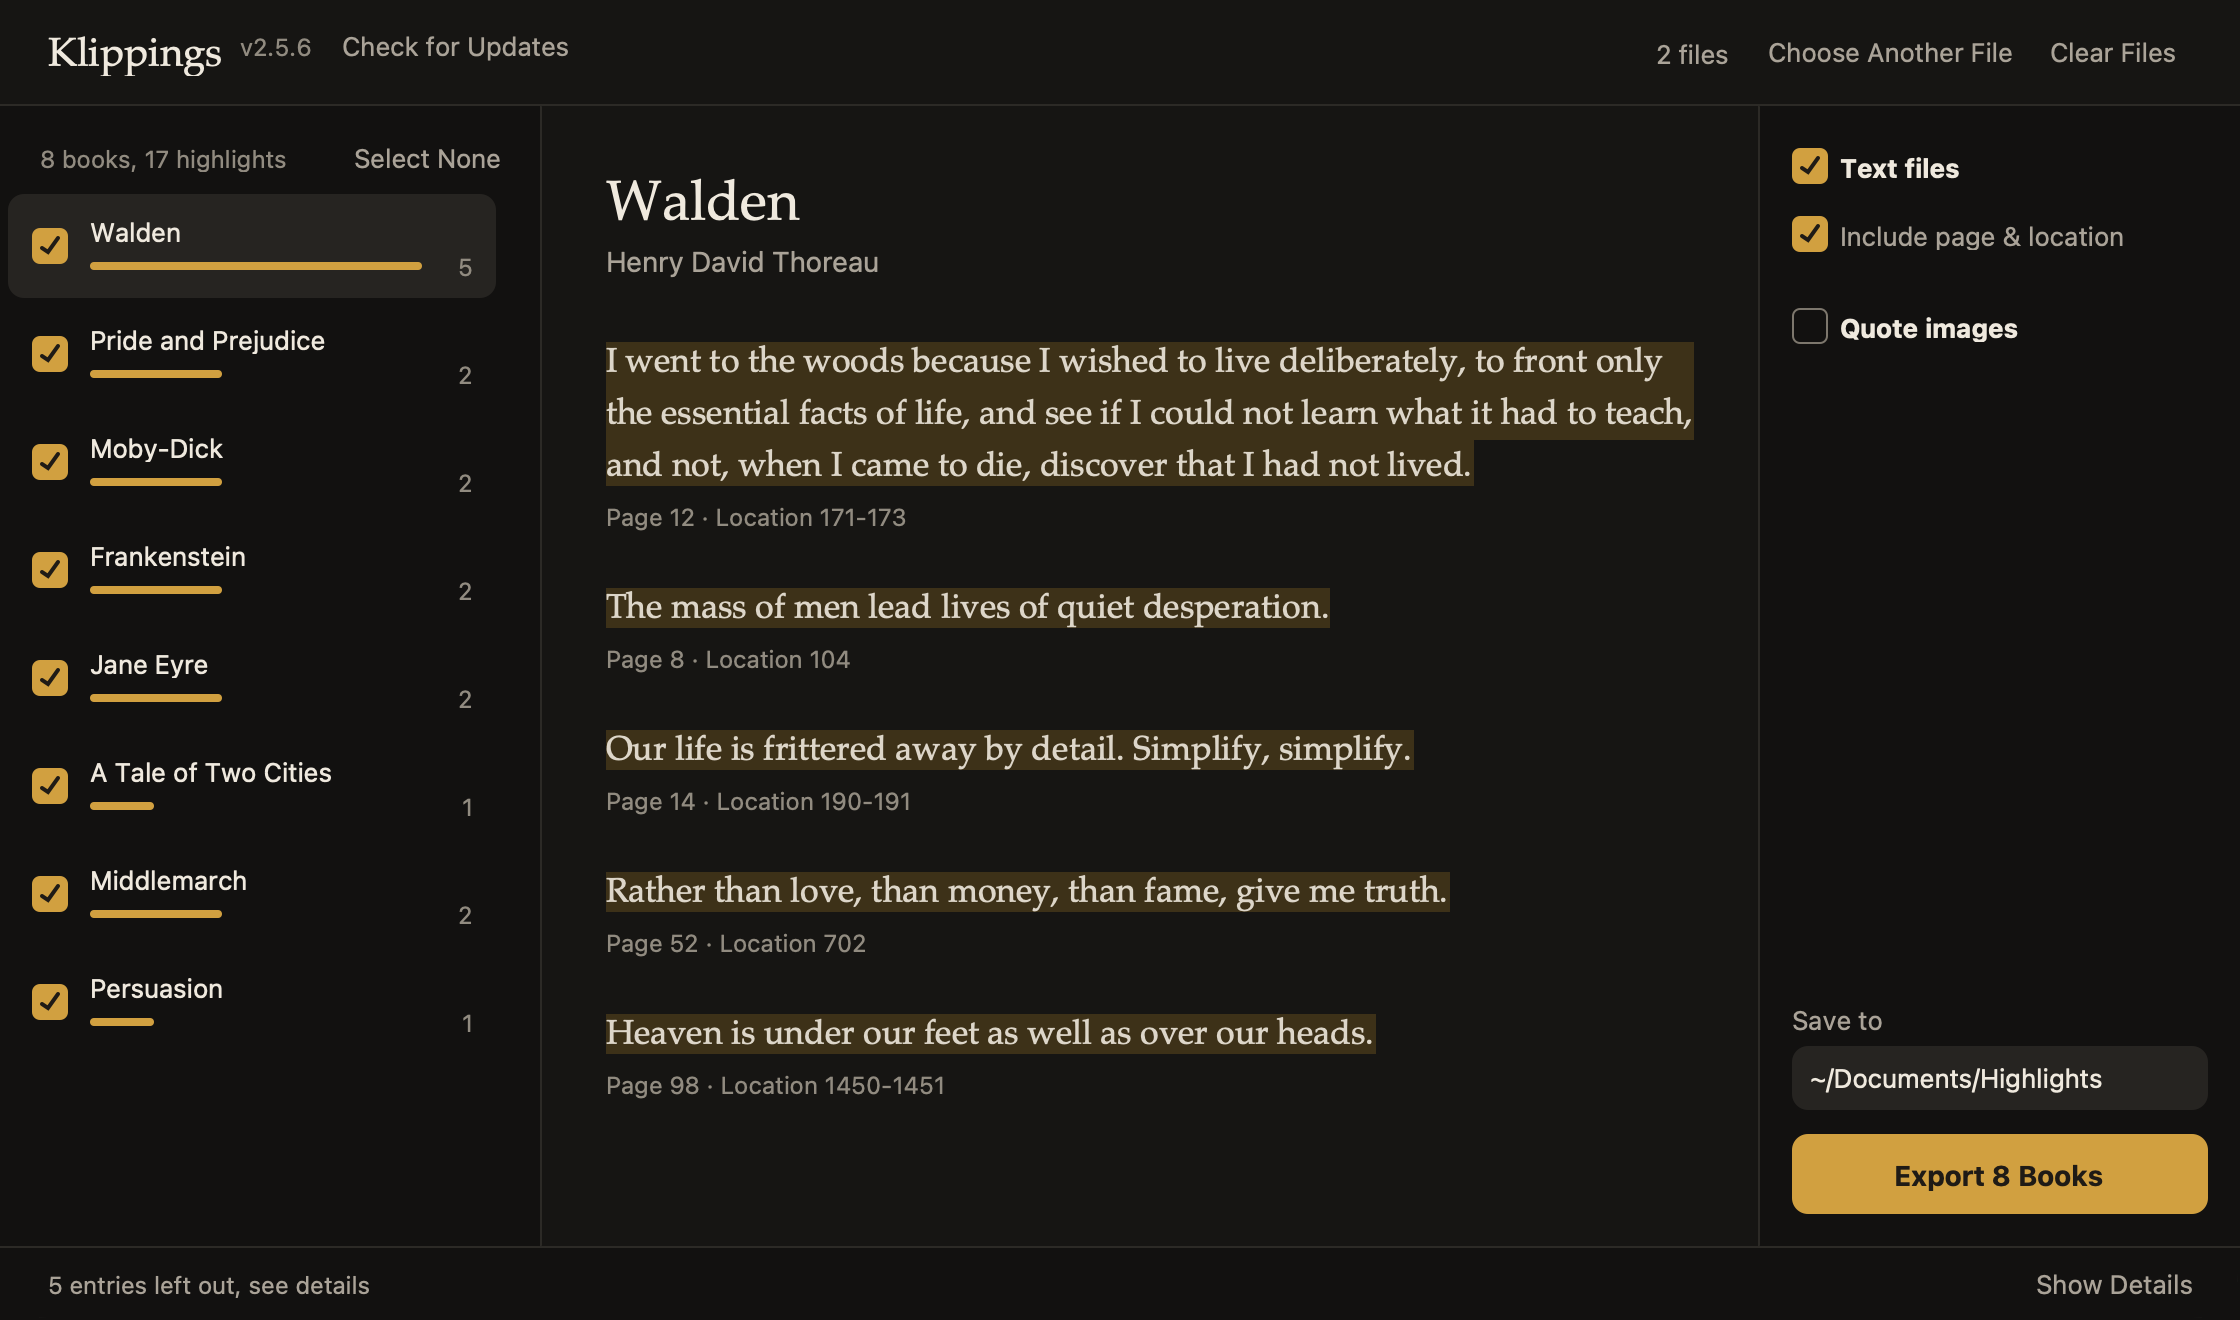 Klippings v2.5.6 Check for Updates
2 files Choose Another File Clear Files
8 books, 17 highlights Select None
Walden
5
Pride and Prejudice
2
Moby-Dick
2
Frankenstein
2
Jane Eyre
2
A Tale of Two Cities
1
Middlemarch
2
Persuasion
1
Walden
Henry David Thoreau
I went to the woods because I wished to live deliberately, to front only
the essential facts of life, and see if I could not learn what it had to teach,
and not, when I came to die, discover that I had not lived.
Page 12 · Location 171-173
The mass of men lead lives of quiet desperation.
Page 8 · Location 104
Our life is frittered away by detail. Simplify, simplify.
Page 14 · Location 190-191
Rather than love, than money, than fame, give me truth.
Page 52 · Location 702
Heaven is under our feet as well as over our heads.
Page 98 · Location 1450-1451
Text files
Include page & location
Quote images
Save to
~/Documents/Highlights
Export 8 Books
5 entries left out, see details
Show Details